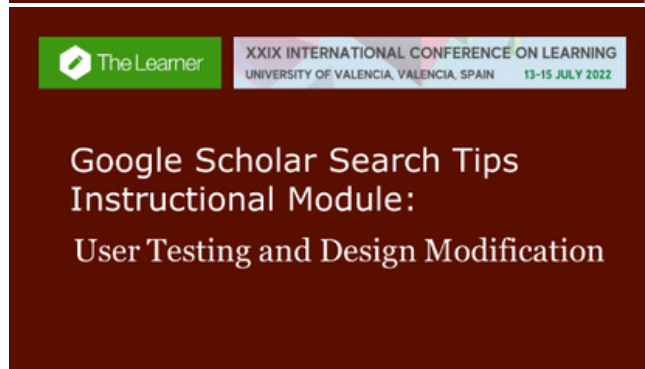 The Learner
XXIX INTERNATIONAL CONFERENCE ON LEARNING
UNIVERSITY OF VALENCIA, VALENCIA, SPAIN 13-15 JULY 2022
Google Scholar Search Tips
Instructional Module:
User Testing and Design Modification